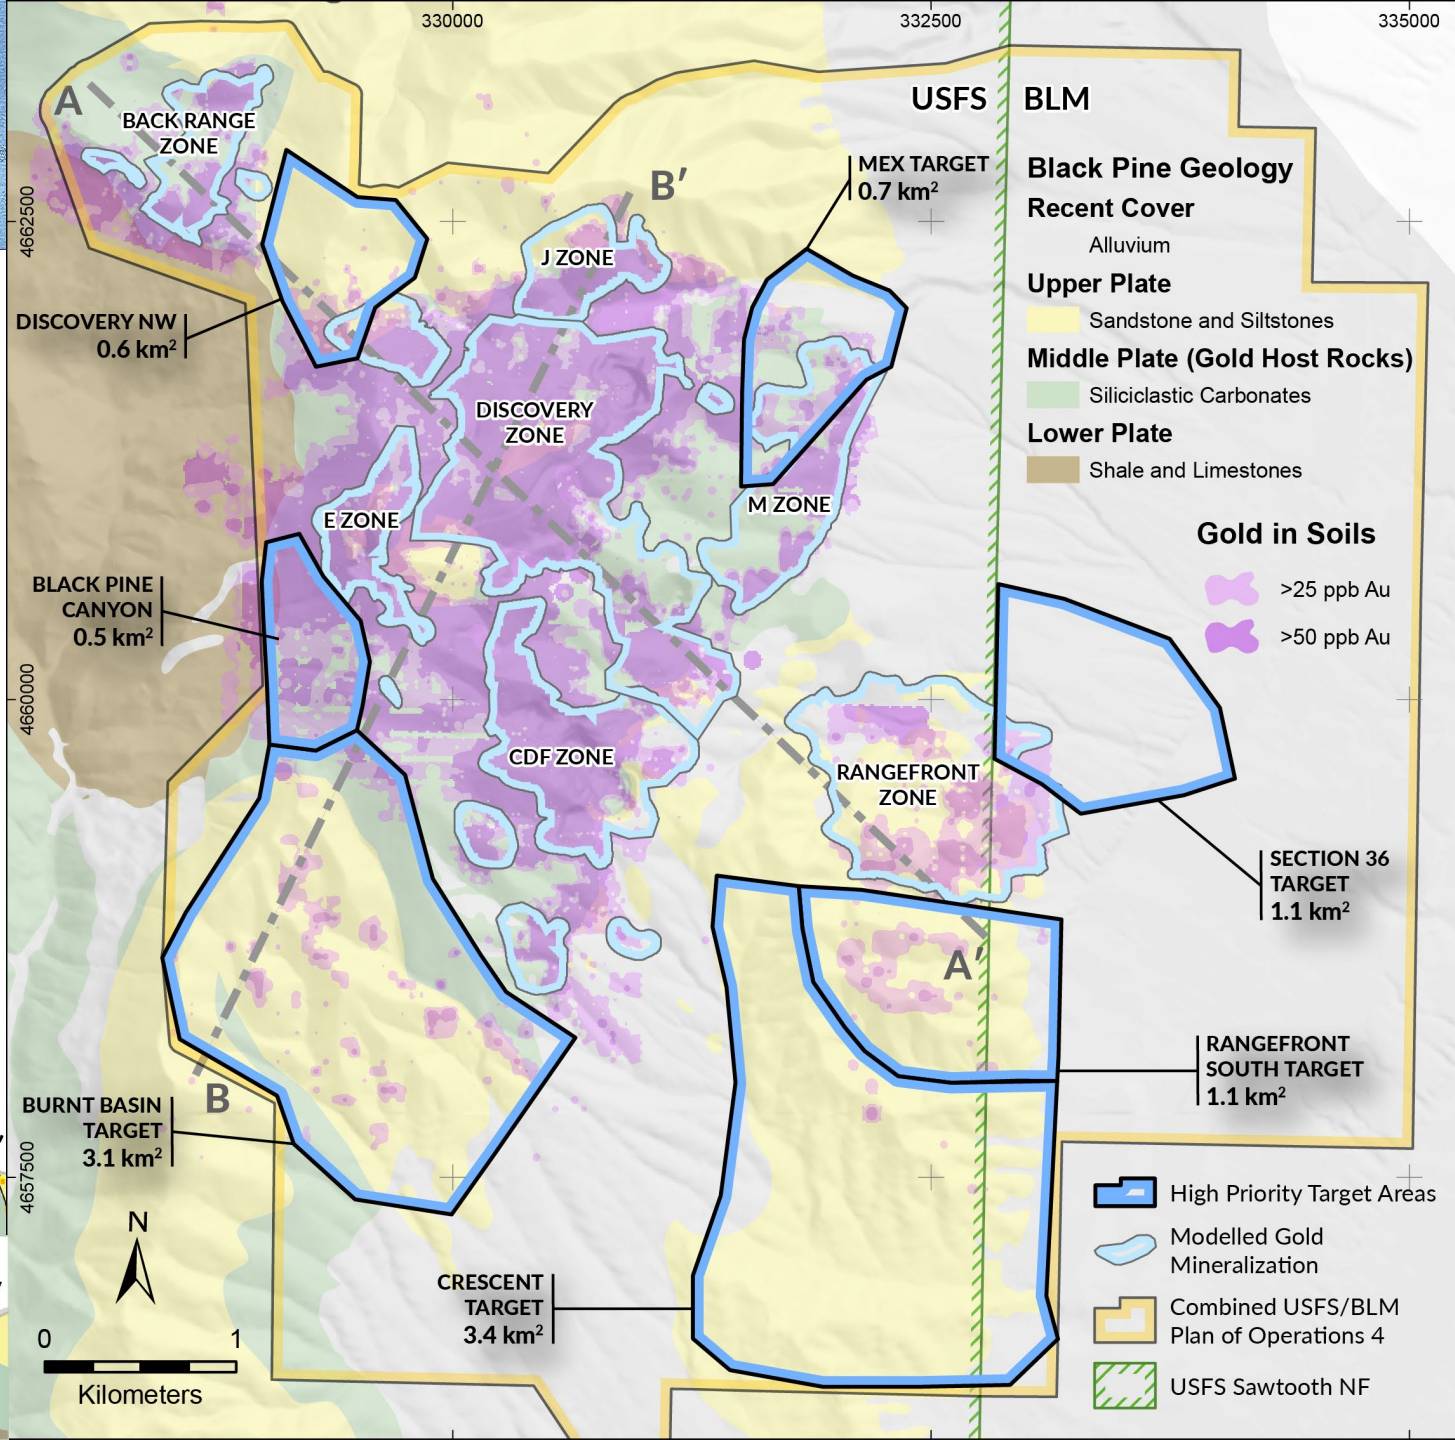 330000
332500
335000
4662500
4660000
4657500
USFS
BLM
A
BACK RANGE
ZONE
B′
MEX TARGET
0.7 km²
J ZONE
DISCOVERY NW
0.6 km²
DISCOVERY
ZONE
E ZONE
M ZONE
BLACK PINE
CANYON
0.5 km²
CDF ZONE
RANGEFRONT
ZONE
SECTION 36
TARGET
1.1 km²
A′
RANGEFRONT
SOUTH TARGET
1.1 km²
B
BURNT BASIN
TARGET
3.1 km²
CRESCENT
TARGET
3.4 km²
Black Pine Geology
Recent Cover
Alluvium
Upper Plate
Sandstone and Siltstones
Middle Plate (Gold Host Rocks)
Siliciclastic Carbonates
Lower Plate
Shale and Limestones
Gold in Soils
>25 ppb Au
>50 ppb Au
High Priority Target Areas
Modelled Gold
Mineralization
Combined USFS/BLM
Plan of Operations 4
USFS Sawtooth NF
N
0 1
Kilometers